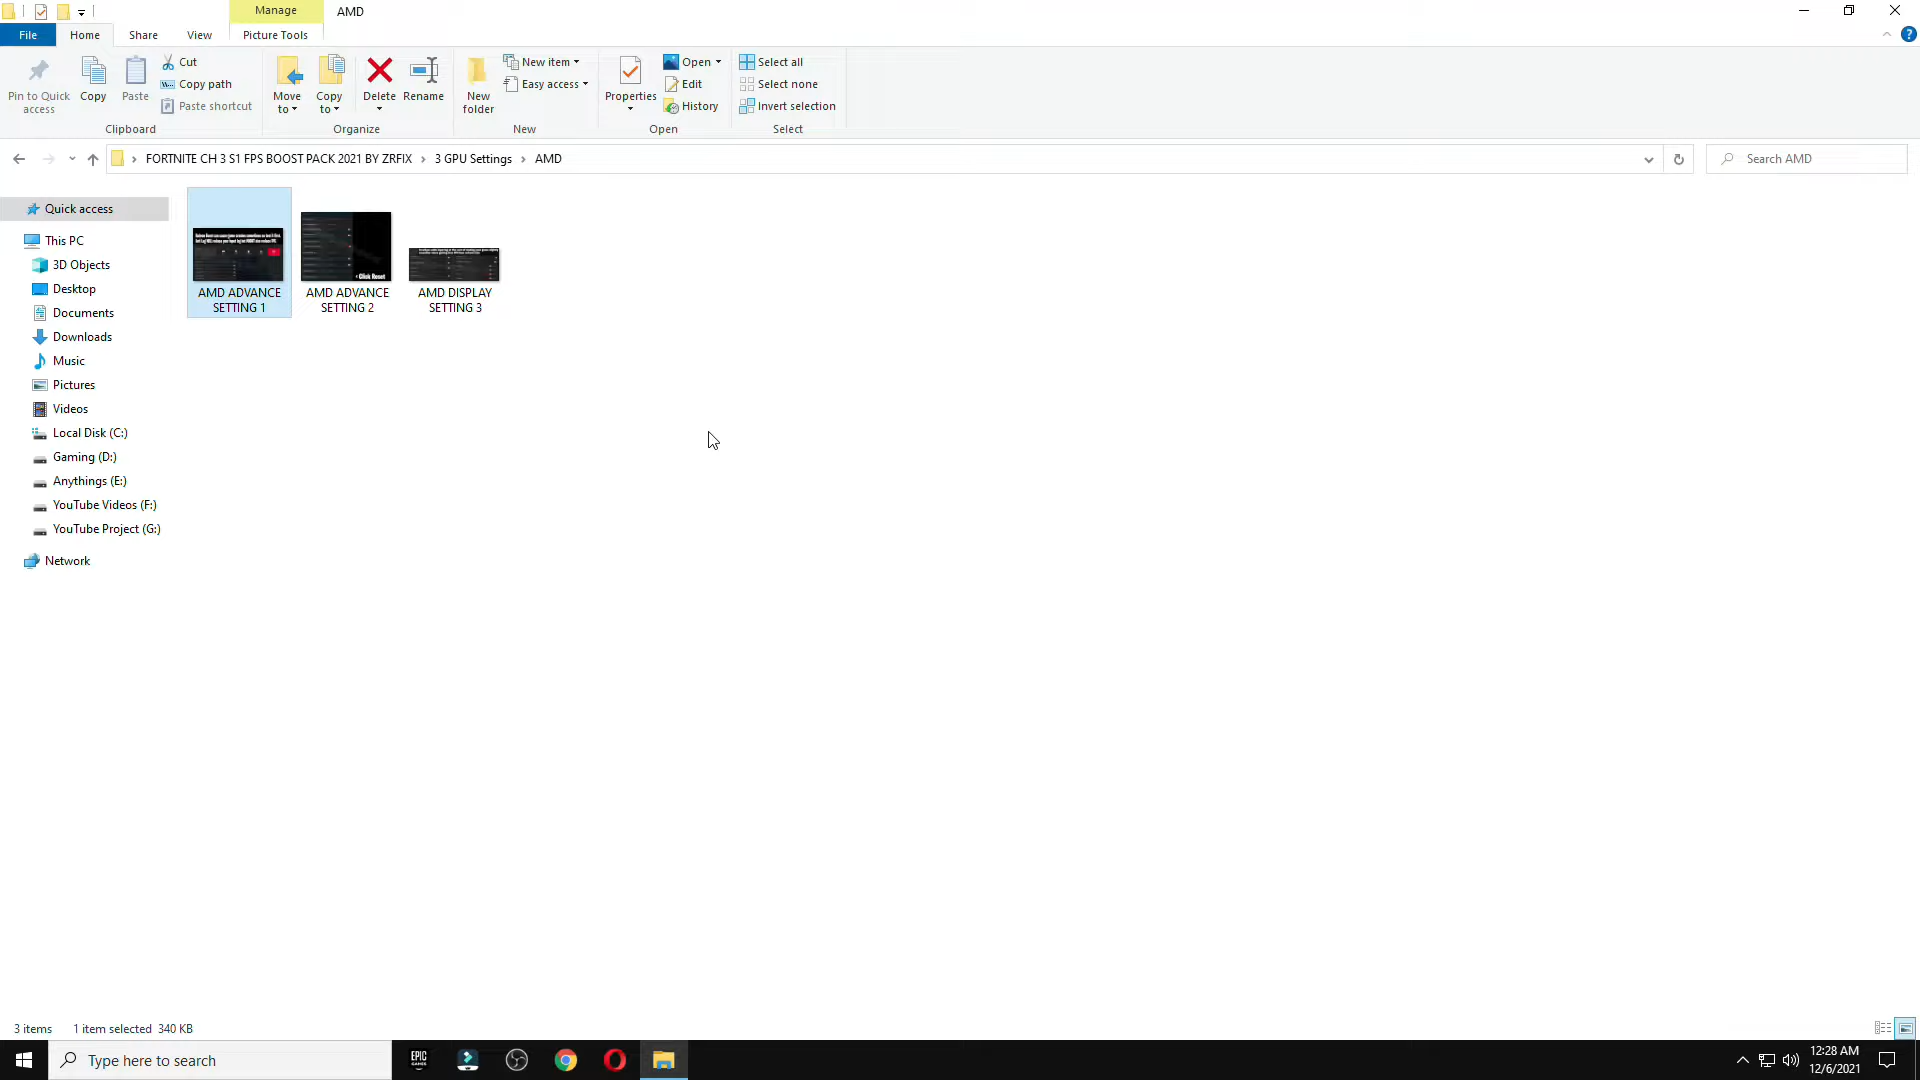 Manage
AMD
File
Home
Share
View
Picture Tools
Pin to Quick
access
Copy
Paste
Cut
Copy path
Paste shortcut
Clipboard
Move
to
Copy
to
Delete
Rename
Organize
New
folder
New item
Easy access
New
Properties
Open
Edit
History
Open
Select all
Select none
Invert selection
Select
FORTNITE CH 3 S1 FPS BOOST PACK 2021 BY ZRFIX > 3 GPU Settings > AMD
Search AMD
Quick access
This PC
3D Objects
Desktop
Documents
Downloads
Music
Pictures
Videos
Local Disk (C:)
Gaming (D:)
Anythings (E:)
YouTube Videos (F:)
YouTube Project (G:)
Network
Click Reset
AMD ADVANCE
SETTING 1
AMD ADVANCE
SETTING 2
AMD DISPLAY
SETTING 3
3 items
1 item selected 340 KB
Type here to search
EPIC
GAMES
12:28 AM
12/6/2021